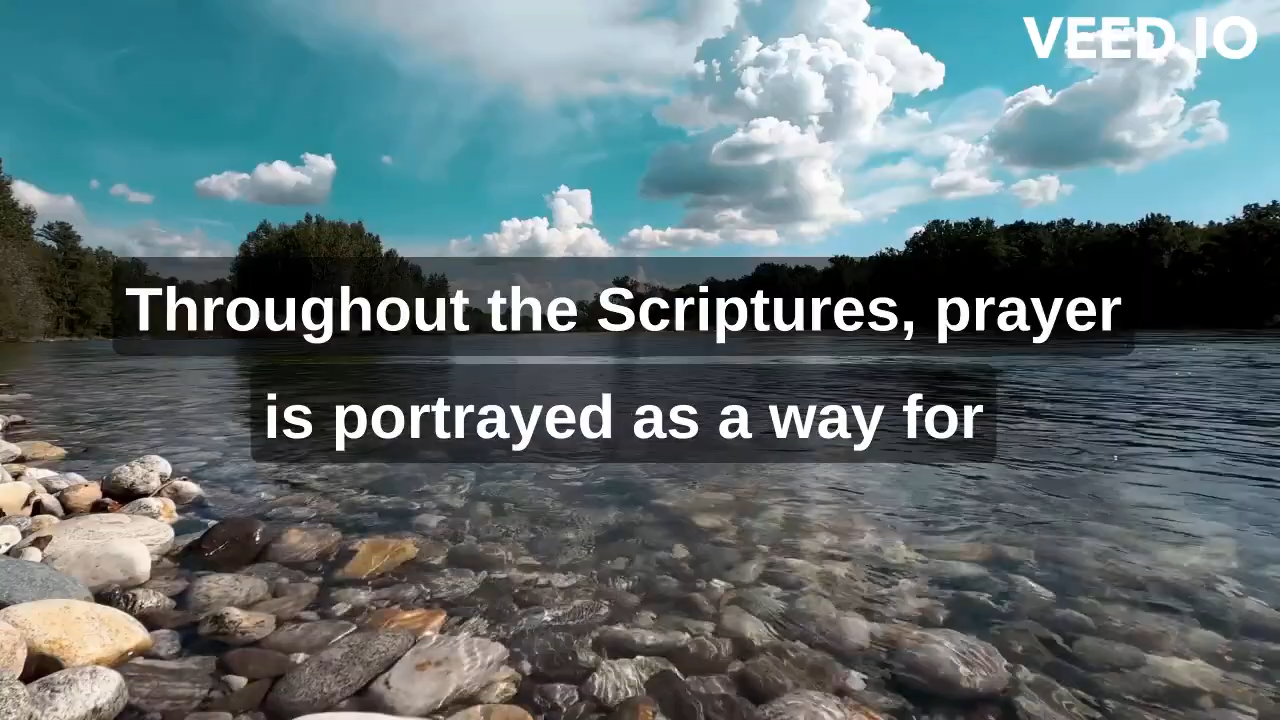 VEED.IO
Throughout the Scriptures, prayer
is portrayed as a way for